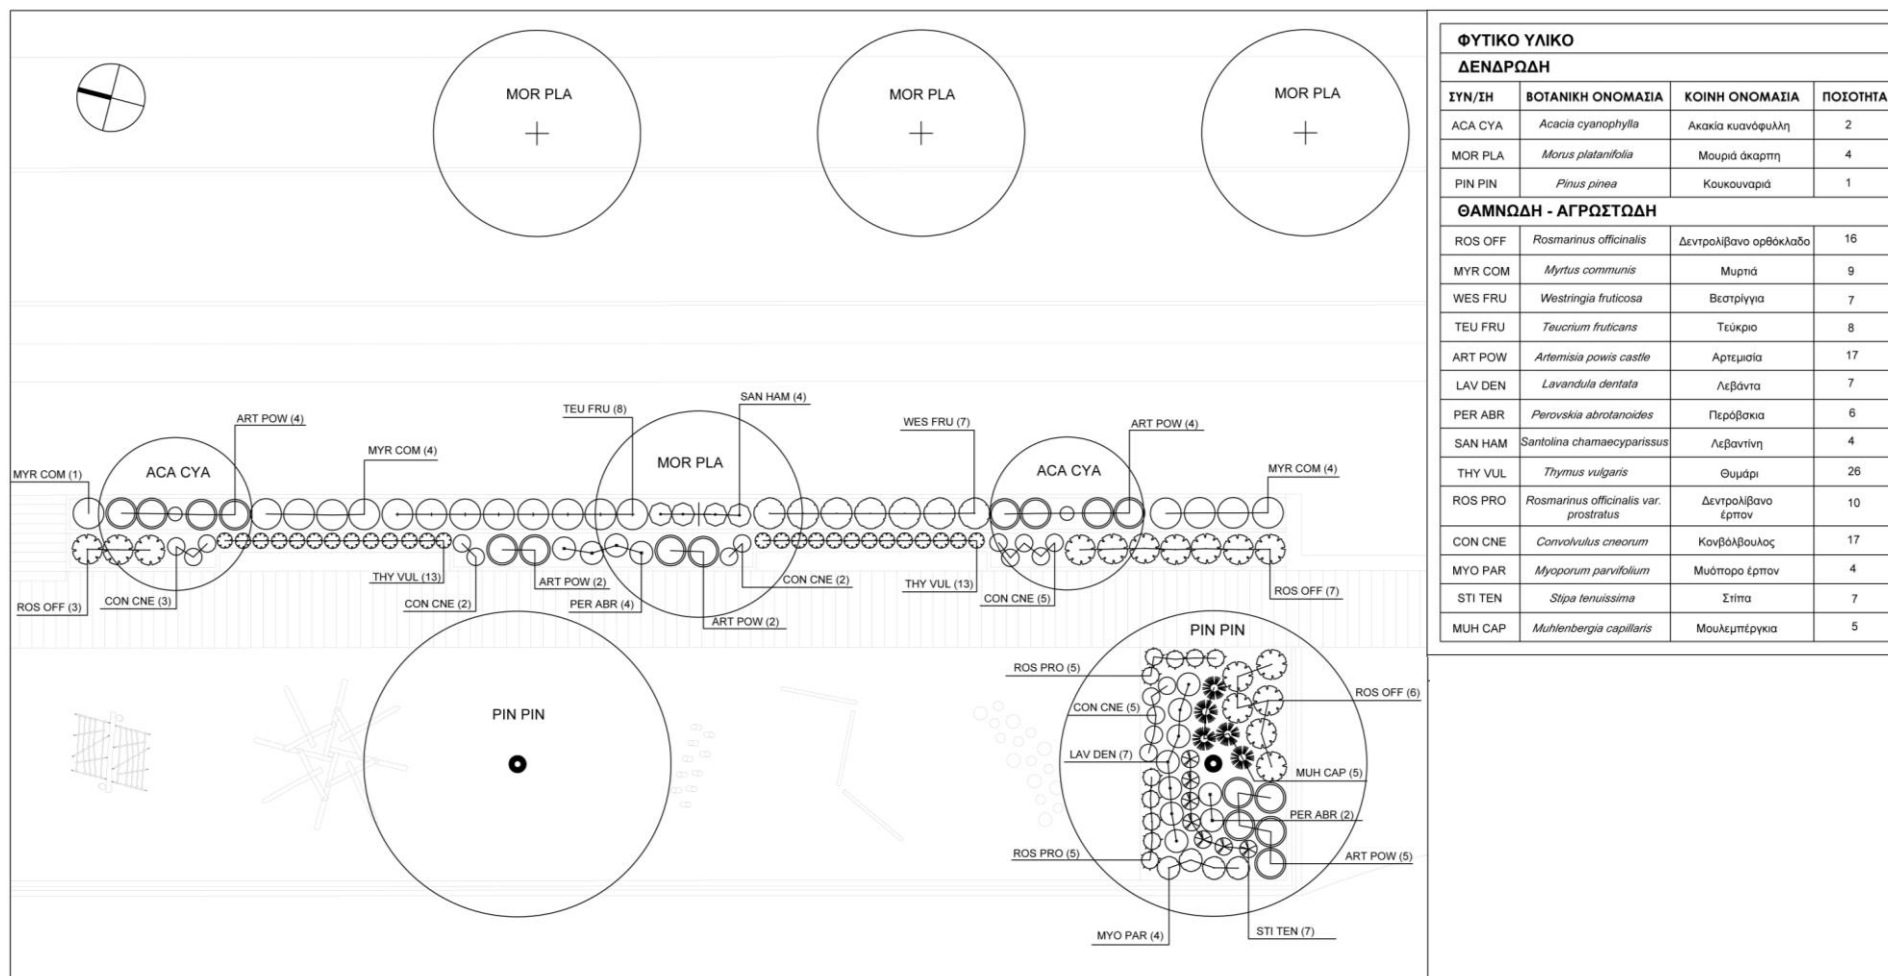 MOR PLA
MOR PLA
MOR PLA
SAN HAM (4)
TEU FRU (8)
ART POW (4)
WES FRU (7)
ART POW (4)
MYR COM (4)
MOR PLA
ACA CYA
ACA CYA
MYR COM (1)
MYR COM (4)
THY VUL (13)
ART POW (2)
CON CNE (2)
THY VUL (13)
ROS OFF (7)
ROS OFF (3)
CON CNE (3)
CON CNE (2)
PER ABR (4)
CON CNE (5)
ART POW (2)
PIN PIN
ROS PRO (5)
ROS OFF (6)
CON CNE (5)
PIN PIN
LAV DEN (7)
MUH CAP (5)
PER ABR (2)
ROS PRO (5)
ART POW (5)
MYO PAR (4)
STI TEN (7)
ΦΥΤΙΚΟ ΥΛΙΚΟ
ΔΕΝΔΡΩΔΗ
ΣΥΝ/ΣΗ ΒΟΤΑΝΙΚΗ ΟΝΟΜΑΣΙΑ ΚΟΙΝΗ ΟΝΟΜΑΣΙΑ ΠΟΣΟΤΗΤΑ
ACA CYA Acacia cyanophylla Ακακία κυανόφυλλη 2
MOR PLA Morus platanifolia Μουριά άκαρπη 4
PIN PIN Pinus pinea Κουκουναριά 1
ΘΑΜΝΩΔΗ - ΑΓΡΩΣΤΩΔΗ
ROS OFF Rosmarinus officinalis Δεντρολίβανο ορθόκλαδο 16
MYR COM Myrtus communis Μυρτιά 9
WES FRU Westringia fruticosa Βεστρίγγια 7
TEU FRU Teucrium fruticans Τεύκριο 8
ART POW Artemisia powis castle Αρτεμισία 17
LAV DEN Lavandula dentata Λεβάντα 7
PER ABR Perovskia abrotanoides Περόβσκια 6
SAN HAM Santolina chamaecyparissus Λεβαντίνη 4
THY VUL Thymus vulgaris Θυμάρι 26
ROS PRO Rosmarinus officinalis var. prostratus Δεντρολίβανο έρπον 10
CON CNE Convolvulus cneorum Κονβόλβουλος 17
MYO PAR Myoporum parvifolium Μυόπορο έρπον 4
STI TEN Stipa tenuissima Στίπα 7
MUH CAP Muhlenbergia capillaris Μουλεμπέργκια 5